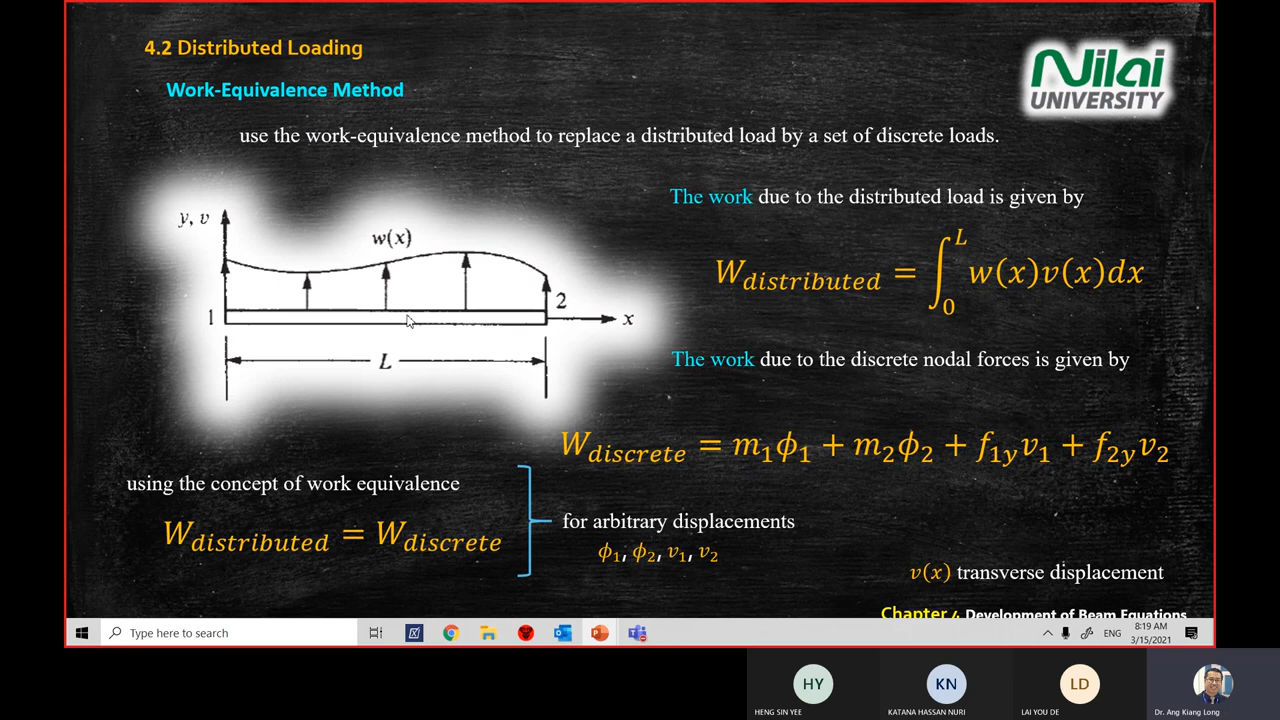 4.2 Distributed Loading
Nilai
UNIVERSITY
Work-Equivalence Method
use the work-equivalence method to replace a distributed load by a set of discrete loads.
y, v
w(x)
1
2
x
L
The work due to the distributed load is given by
W_distributed = ∫_0^L w(x)v(x)dx
The work due to the discrete nodal forces is given by
W_discrete = m_1ϕ_1 + m_2ϕ_2 + f_1y v_1 + f_2y v_2
using the concept of work equivalence
W_distributed = W_discrete
for arbitrary displacements
ϕ_1, ϕ_2, v_1, v_2
v(x) transverse displacement
Chapter 4 Development of Beam Equations
Type here to search
ENG
8:19 AM
3/15/2021
HY
HENG SIN YEE
KN
KATANA HASSAN NURI
LD
LAI YOU DE
Dr. Ang Kiang Long